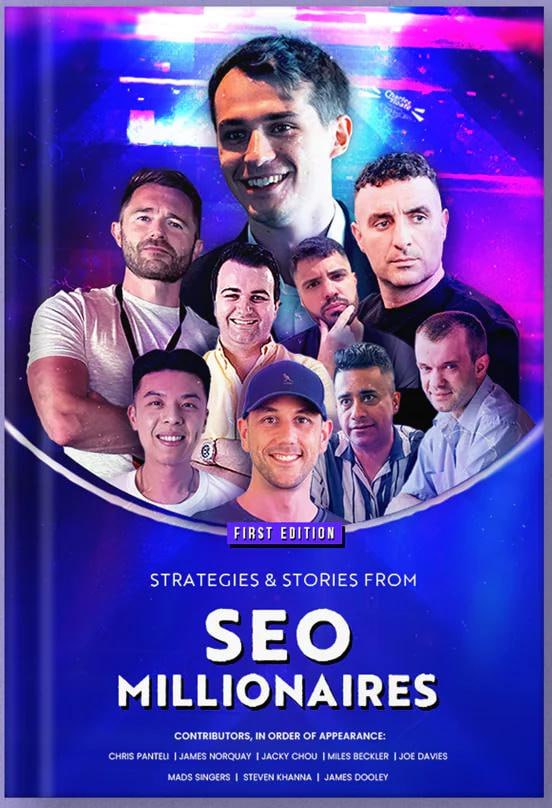 FIRST EDITION
STRATEGIES & STORIES FROM
SEO
MILLIONAIRES
CONTRIBUTORS, IN ORDER OF APPEARANCE:
CHRIS PANTELI | JAMES NORQUAY | JACKY CHOU | MILES BECKLER | JOE DAVIES
MADS SINGERS | STEVEN KHANNA | JAMES DOOLEY